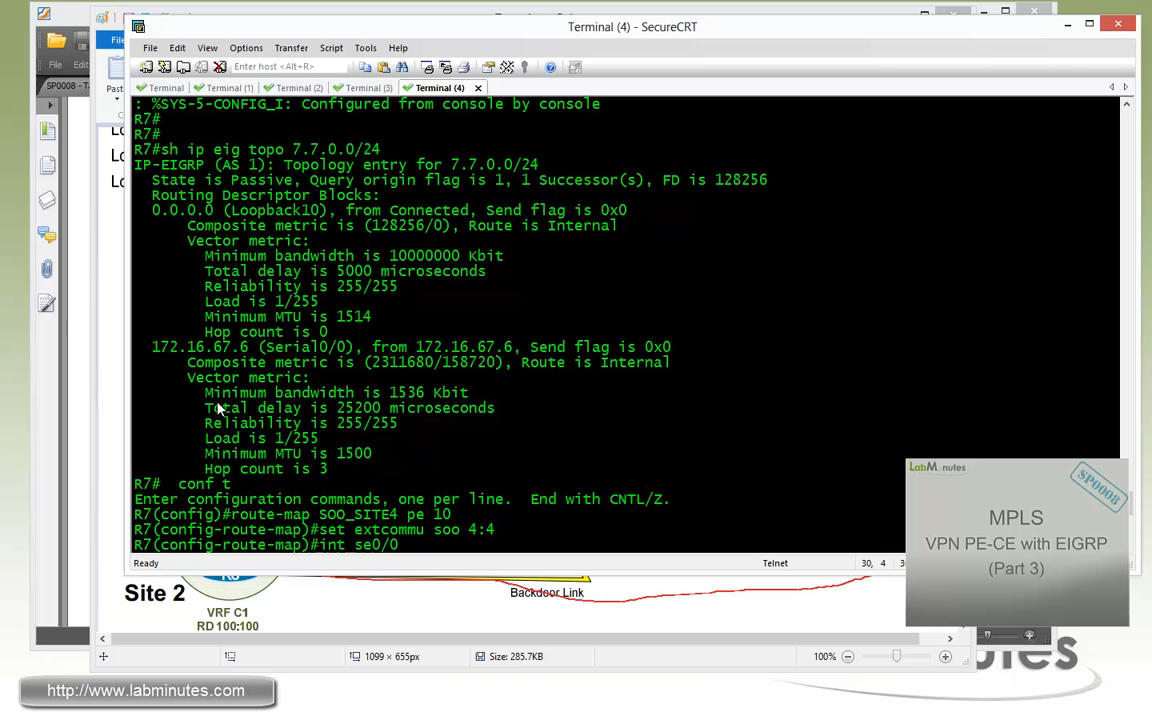 Terminal (4) - SecureCRT
File Edit View Options Transfer Script Tools Help
Enter host <Alt+R>
Terminal Terminal (1) Terminal (2) Terminal (3) Terminal (4)
: %SYS-5-CONFIG_I: Configured from console by console
R7#
R7#
R7#sh ip eig topo 7.7.0.0/24
IP-EIGRP (AS 1): Topology entry for 7.7.0.0/24
State is Passive, Query origin flag is 1, 1 Successor(s), FD is 128256
Routing Descriptor Blocks:
0.0.0.0 (Loopback10), from Connected, Send flag is 0x0
Composite metric is (128256/0), Route is Internal
Vector metric:
Minimum bandwidth is 10000000 Kbit
Total delay is 5000 microseconds
Reliability is 255/255
Load is 1/255
Minimum MTU is 1514
Hop count is 0
172.16.67.6 (Serial0/0), from 172.16.67.6, Send flag is 0x0
Composite metric is (2311680/158720), Route is Internal
Vector metric:
Minimum bandwidth is 1536 Kbit
Total delay is 25200 microseconds
Reliability is 255/255
Load is 1/255
Minimum MTU is 1500
Hop count is 3
R7#  conf t
Enter configuration commands, one per line.  End with CNTL/Z.
R7(config)#route-map SOO_SITE4 pe 10
R7(config-route-map)#set extcommu soo 4:4
R7(config-route-map)#int se0/0
Ready
Telnet
30, 4
File
Paste
Site 2
VRF C1
RD 100:100
Backdoor Link
1099 × 655px
Size: 285.7KB
100%
LabMinutes
SP0008
MPLS
VPN PE-CE with EIGRP
(Part 3)
http://www.labminutes.com